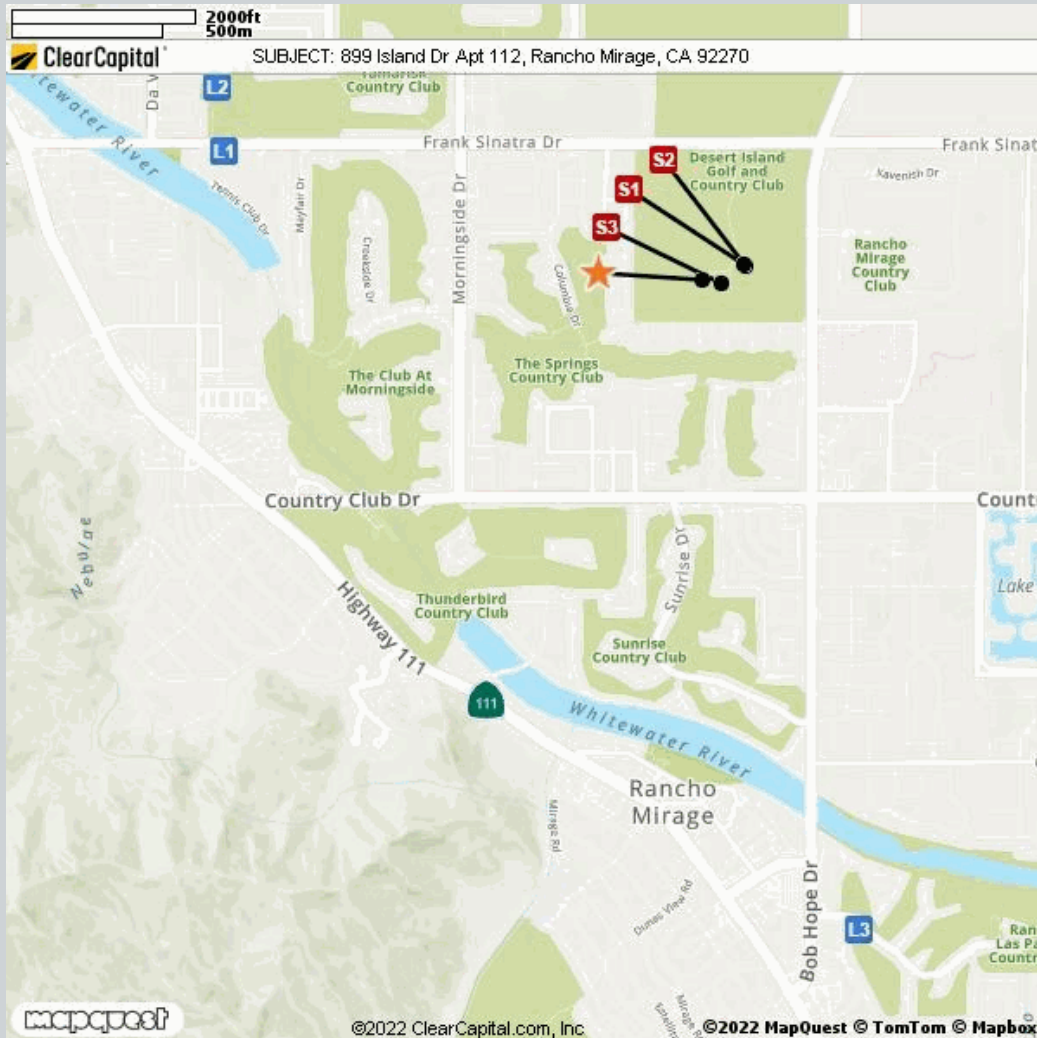 2000ft
500m
ClearCapital
SUBJECT: 899 Island Dr Apt 112, Rancho Mirage, CA 92270
Whitewater River
De A
L2
Tamarisk
Country Club
L1
Frank Sinatra Dr
Frank Sinat
S2
Desert Island
Golf and
Country Club
Kavenish Dr
S1
Tennis Club Dr
Mayfair Dr
Morningside Dr
S3
Creekside Dr
Columbia Dr
Rancho
Mirage
Country
Club
The Springs
Country Club
The Club At
Morningside
Country Club Dr
Count
Nebulae
Sunrise Dr
Lake
Highway 111
Thunderbird
Country Club
Sunrise
Country Club
111
Whitewater River
Rancho
Mirage
Mirage Rd
Dunas View Rd
Bob Hope Dr
L3
Ran
Las Pa
Countr
Mirage R
mapquest
©2022 ClearCapital.com, Inc
©2022 MapQuest © TomTom © Mapbox